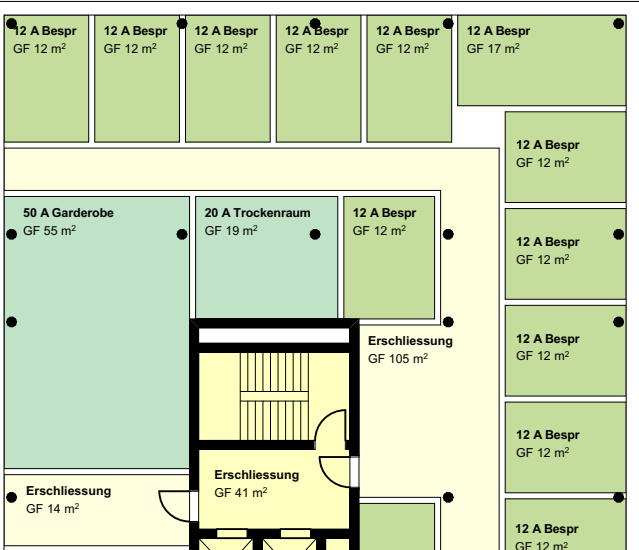 12 A Bespr
GF 12 m²
12 A Bespr
GF 12 m²
12 A Bespr
GF 12 m²
12 A Bespr
GF 12 m²
12 A Bespr
GF 12 m²
12 A Bespr
GF 17 m²
12 A Bespr
GF 12 m²
50 A Garderobe
GF 55 m²
20 A Trockenraum
GF 19 m²
12 A Bespr
GF 12 m²
12 A Bespr
GF 12 m²
Erschliessung
GF 105 m²
12 A Bespr
GF 12 m²
12 A Bespr
GF 12 m²
Erschliessung
GF 14 m²
Erschliessung
GF 41 m²
12 A Bespr
GF 12 m²